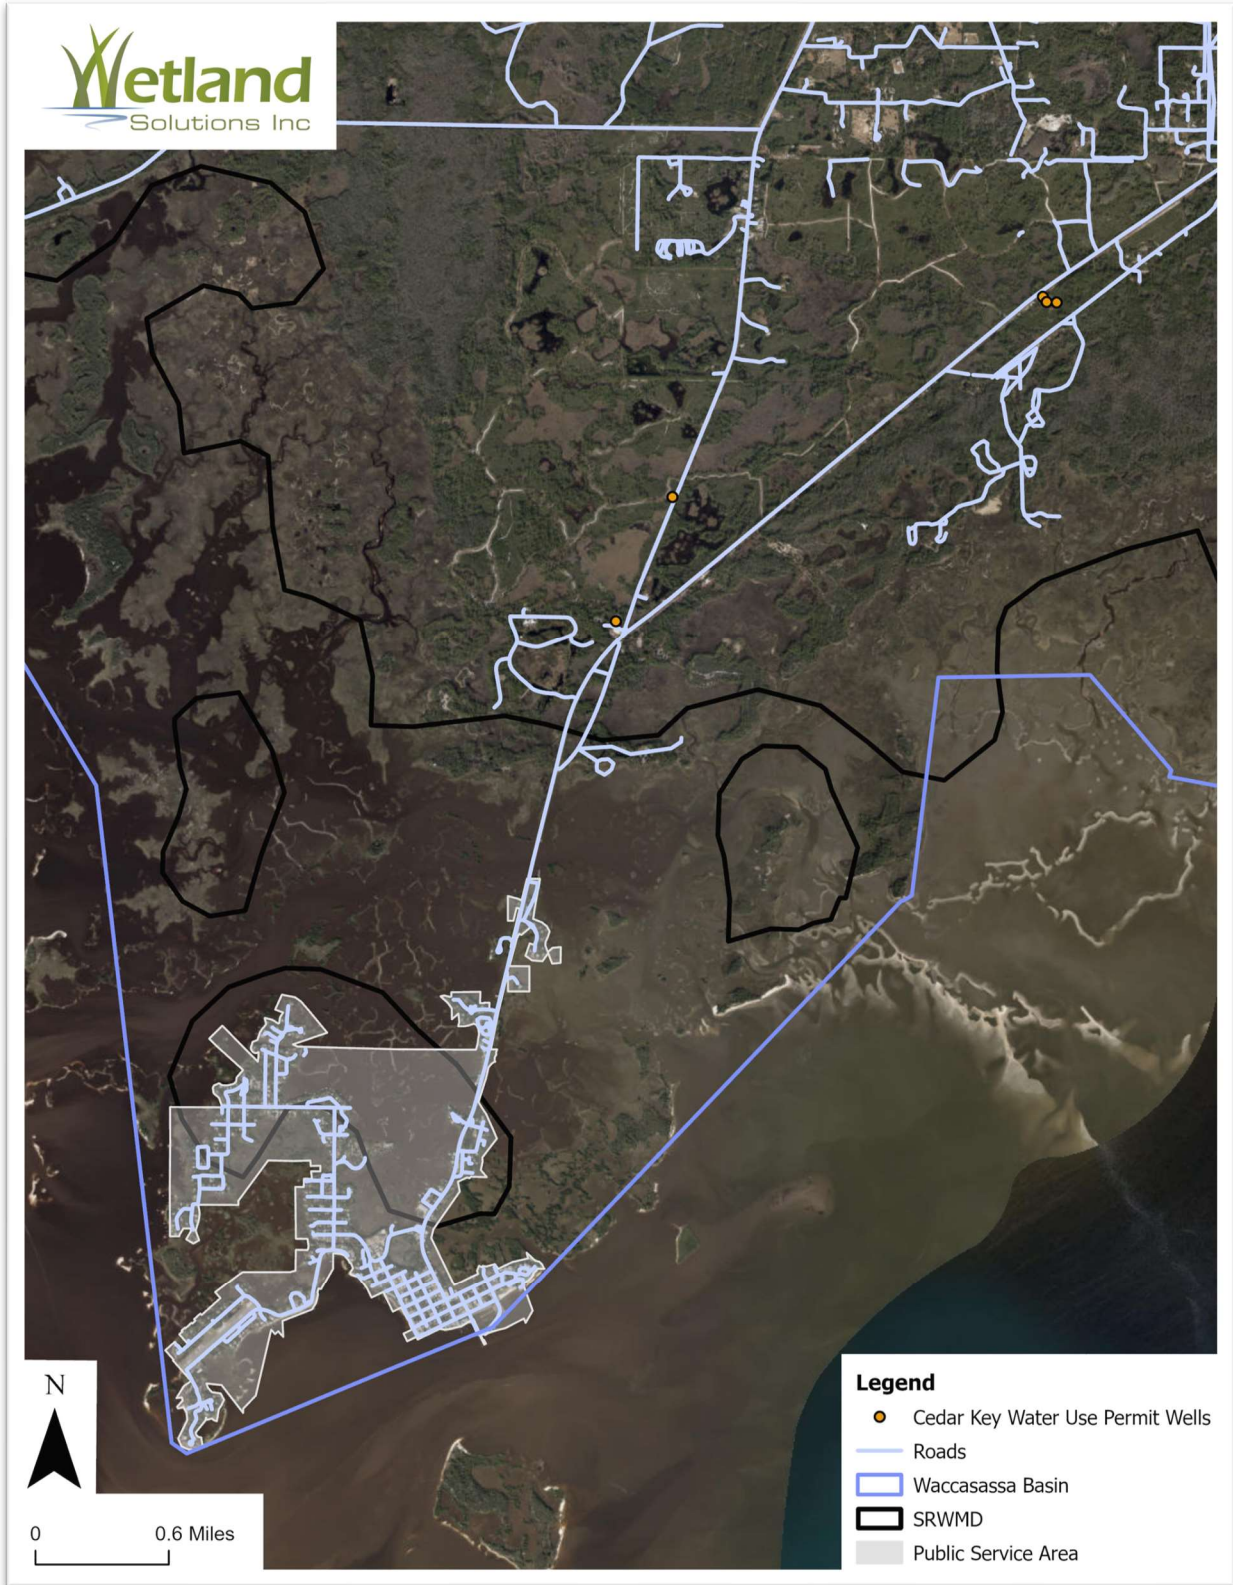 Wetland
Solutions Inc
N
0 0.6 Miles
Legend
Cedar Key Water Use Permit Wells
Roads
Waccasassa Basin
SRWMD
Public Service Area